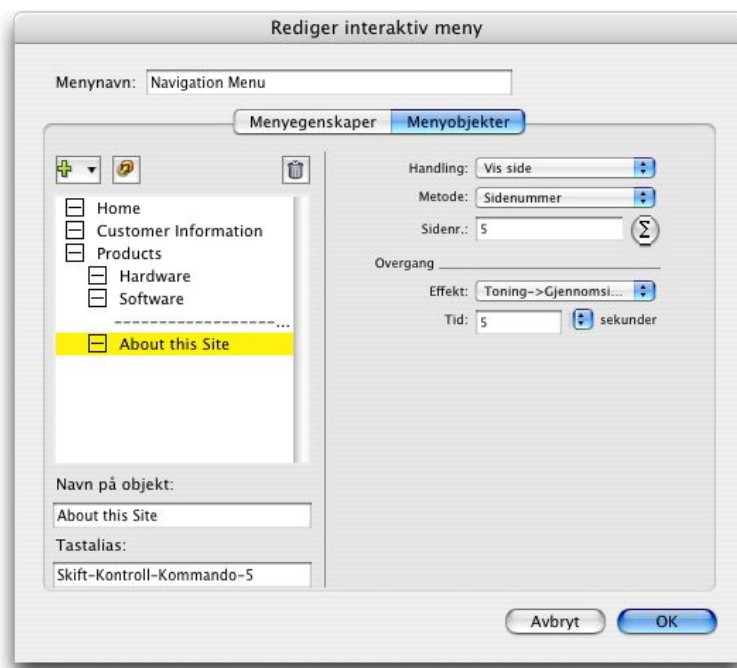 Rediger interaktiv meny
Menynavn: Navigation Menu
Menyegenskaper Menyobjekter
Home
Customer Information
Products
Hardware
Software
-------------------...
About this Site
Navn på objekt:
About this Site
Tastalias:
Skift-Kontroll-Kommando-5
Handling: Vis side
Metode: Sidenummer
Sidenr.: 5 Σ
Overgang
Effekt: Toning->Gjennomsi...
Tid: 5 sekunder
Avbryt OK